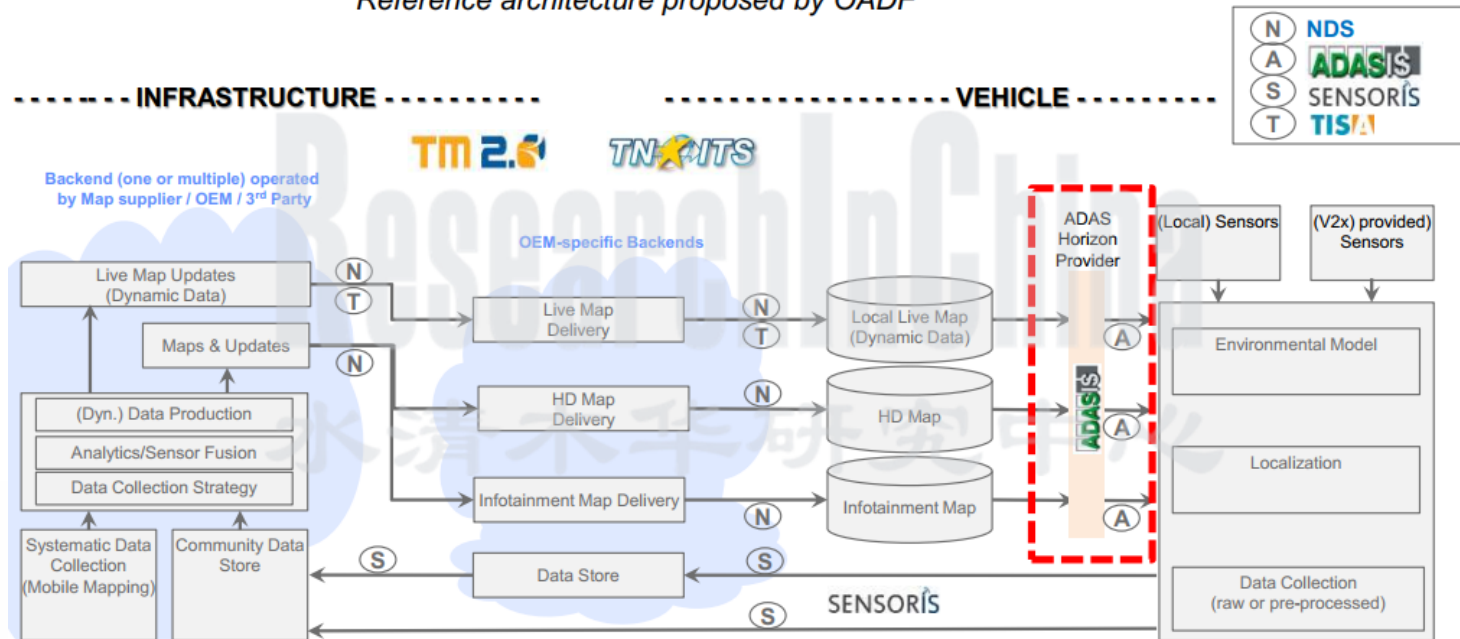 Reference architecture proposed by OADF
N NDS
A ADASIS
S SENSORIS
T TISA
INFRASTRUCTURE
VEHICLE
TM 2.0
TN ITS
Backend (one or multiple) operated
by Map supplier / OEM / 3rd Party
OEM-specific Backends
ADAS
Horizon
Provider
(Local) Sensors
(V2x) provided)
Sensors
Live Map Updates
(Dynamic Data)
N
T
Live Map
Delivery
N
T
Local Live Map
(Dynamic Data)
A
Environmental Model
Maps & Updates
N
HD Map
Delivery
N
HD Map
ADASIS
A
(Dyn.) Data Production
Analytics/Sensor Fusion
Data Collection Strategy
Localization
Infotainment Map Delivery
N
Infotainment Map
A
Systematic Data
Collection
(Mobile Mapping)
Community Data
Store
S
Data Store
S
SENSORIS
S
Data Collection
(raw or pre-processed)
ResearchInChina
水清木华研究中心